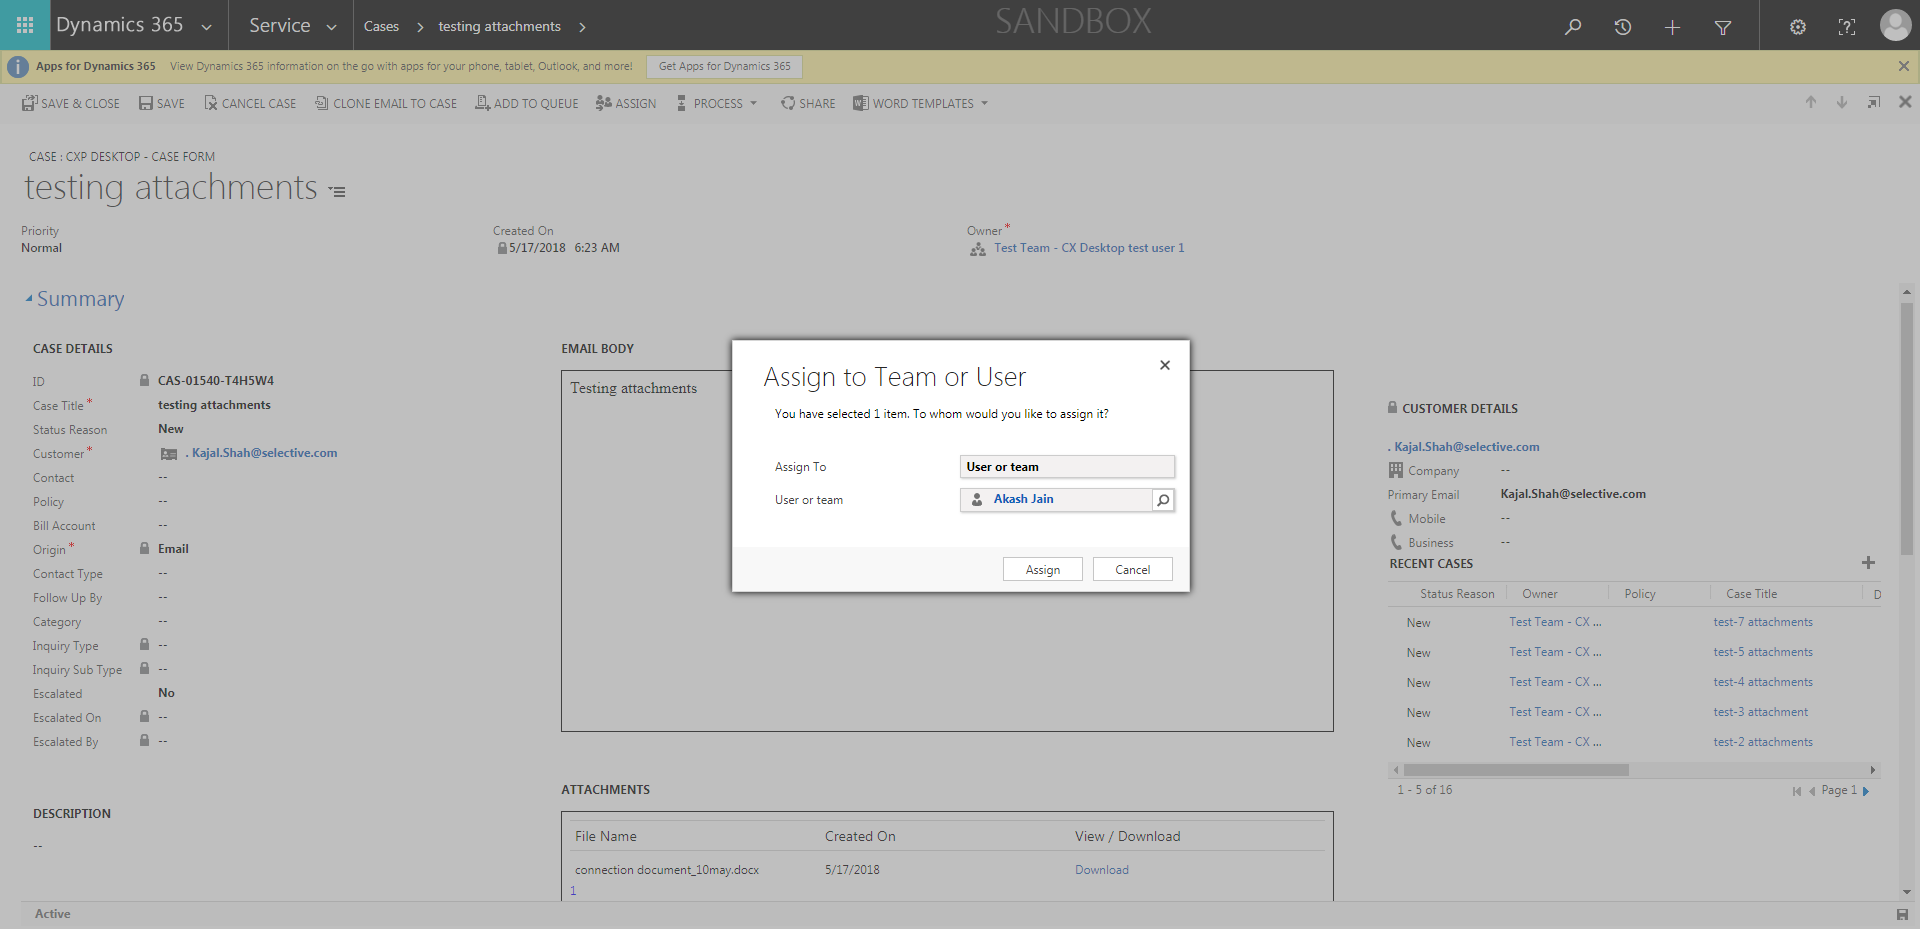 Dynamics 365
Service
Cases
testing attachments
SANDBOX
Apps for Dynamics 365 View Dynamics 365 information on the go with apps for your phone, tablet, Outlook, and more! Get Apps for Dynamics 365
SAVE & CLOSE
SAVE
CANCEL CASE
CLONE EMAIL TO CASE
ADD TO QUEUE
ASSIGN
PROCESS
SHARE
WORD TEMPLATES
CASE : CXP DESKTOP - CASE FORM
testing attachments
Priority
Normal
Created On
5/17/2018 6:23 AM
Owner*
Test Team - CX Desktop test user 1
Summary
CASE DETAILS
ID CAS-01540-T4H5W4
Case Title* testing attachments
Status Reason New
Customer* . Kajal.Shah@selective.com
Contact --
Policy --
Bill Account --
Origin* Email
Contact Type --
Follow Up By --
Category --
Inquiry Type --
Inquiry Sub Type --
Escalated No
Escalated On --
Escalated By --
DESCRIPTION
--
EMAIL BODY
Testing attachments
Assign to Team or User
You have selected 1 item. To whom would you like to assign it?
Assign To User or team
User or team Akash Jain
Assign Cancel
ATTACHMENTS
File Name Created On View / Download
connection document_10may.docx 5/17/2018 Download
1
CUSTOMER DETAILS
. Kajal.Shah@selective.com
Company --
Primary Email Kajal.Shah@selective.com
Mobile --
Business --
RECENT CASES
Status Reason Owner Policy Case Title D
New Test Team - CX ... test-7 attachments
New Test Team - CX ... test-5 attachments
New Test Team - CX ... test-4 attachments
New Test Team - CX ... test-3 attachment
New Test Team - CX ... test-2 attachments
1 - 5 of 16 Page 1
Active